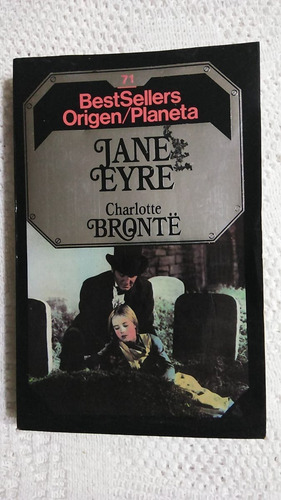 71
BestSellers
Origen/Planeta
JANE
EYRE
Charlotte
BRONTË